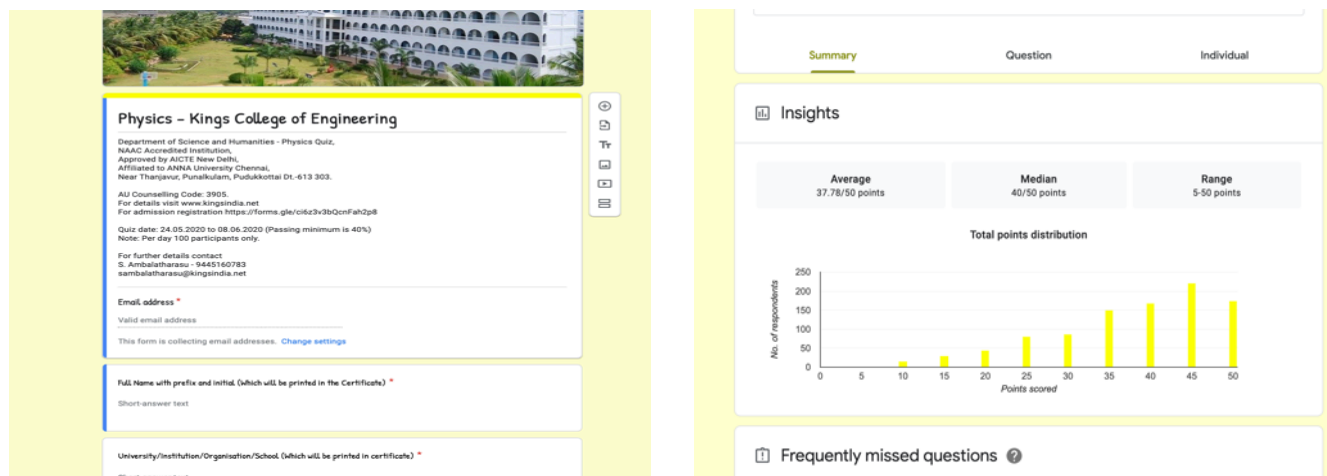 Physics – Kings College of Engineering
Department of Science and Humanities - Physics Quiz,
NAAC Accredited Institution,
Approved by AICTE New Delhi,
Affiliated to ANNA University Chennai,
Near Thanjavur, Punalkulam, Pudukkottai Dt.-613 303.
AU Counselling Code: 3905.
For details visit www.kingsindia.net
For admission registration https://forms.gle/ci6z3v3bQcnFah2p8
Quiz date: 24.05.2020 to 08.06.2020 (Passing minimum is 40%)
Note: Per day 100 participants only.
For further details contact
S. Ambalatharasu - 9445160783
sambalatharasu@kingsindia.net
Email address *
Valid email address
This form is collecting email addresses. Change settings
Full Name with prefix and initial (Which will be printed in the Certificate) *
Short-answer text
University/Institution/Organisation/School (Which will be printed in certificate) *
Tт
Summary Question Individual
Insights
Average Median Range
37.78/50 points 40/50 points 5-50 points
Total points distribution
No. of respondents
250
200
150
100
50
0
0 5 10 15 20 25 30 35 40 45 50
Points scored
Frequently missed questions